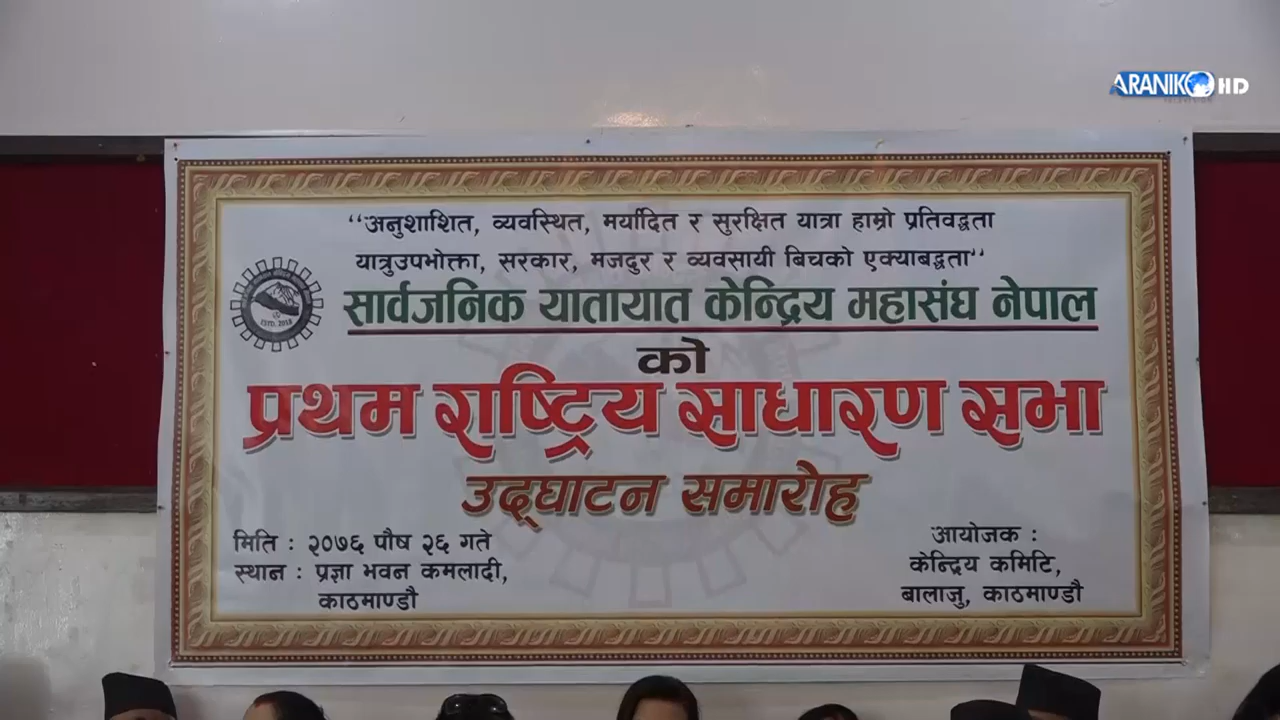 ARANIKO HD
TELEVISION
“अनुशाशित, व्यवस्थित, मर्यादित र सुरक्षित यात्रा हाम्रो प्रतिवद्धता
यात्रुउपभोक्ता, सरकार, मजदुर र व्यवसायी बिचको एक्याबद्धता”
सार्वजनिक यातायात केन्द्रिय महासंघ नेपाल
को
प्रथम राष्ट्रिय साधारण सभा
उद्घाटन समारोह
मिति : २०७६ पौष २६ गते
स्थान : प्रज्ञा भवन कमलादी,
काठमाण्डौ
आयोजक :
केन्द्रिय कमिटि,
बालाजु, काठमाण्डौ